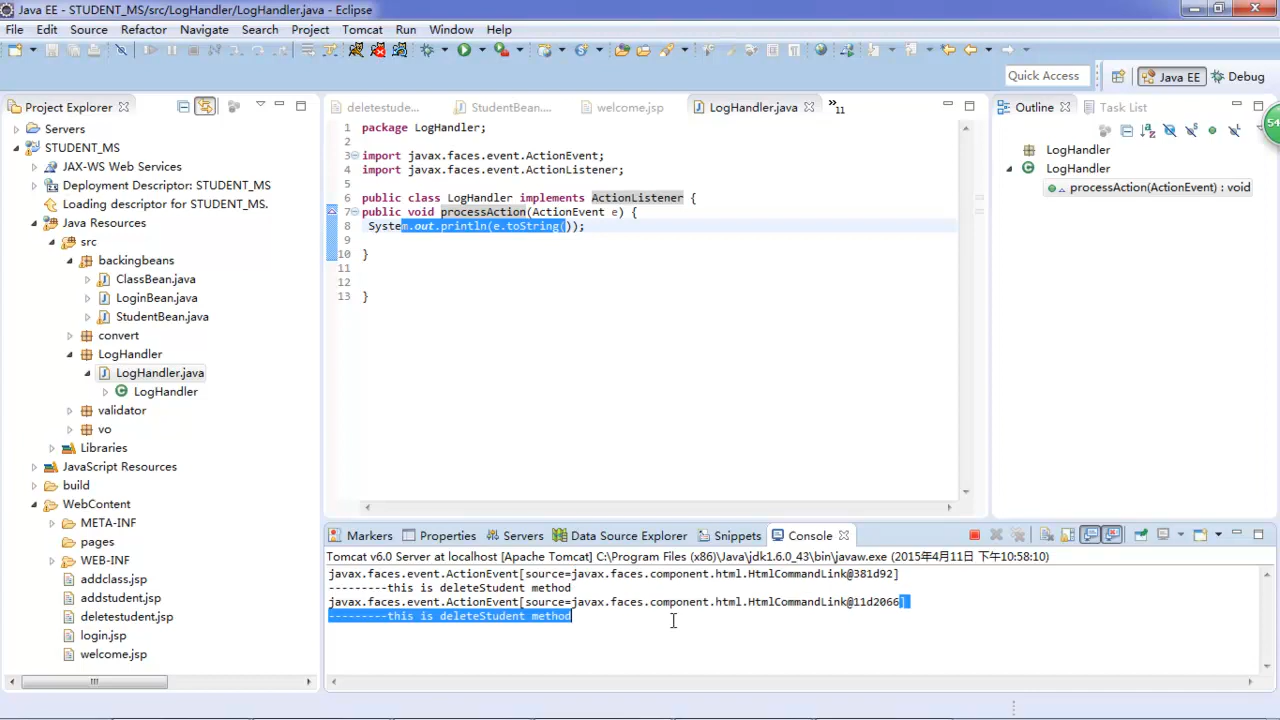 Java EE - STUDENT_MS/src/LogHandler/LogHandler.java - Eclipse
File Edit Source Refactor Navigate Search Project Tomcat Run Window Help
Quick Access
Java EE
Debug
Project Explorer
Servers
STUDENT_MS
JAX-WS Web Services
Deployment Descriptor: STUDENT_MS
Loading descriptor for STUDENT_MS.
Java Resources
src
backingbeans
ClassBean.java
LoginBean.java
StudentBean.java
convert
LogHandler
LogHandler.java
LogHandler
validator
vo
Libraries
JavaScript Resources
build
WebContent
META-INF
pages
WEB-INF
addclass.jsp
addstudent.jsp
deletestudent.jsp
login.jsp
welcome.jsp
deletestude... StudentBean.... welcome.jsp LogHandler.java »11
1 package LogHandler;
2
3 import javax.faces.event.ActionEvent;
4 import javax.faces.event.ActionListener;
5
6 public class LogHandler implements ActionListener {
7 public void processAction(ActionEvent e) {
8 System.out.println(e.toString());
9
10 }
11
12
13 }
Outline Task List
54
LogHandler
LogHandler
processAction(ActionEvent) : void
Markers Properties Servers Data Source Explorer Snippets Console
Tomcat v6.0 Server at localhost [Apache Tomcat] C:\Program Files (x86)\Java\jdk1.6.0_43\bin\javaw.exe (2015年4月11日 下午10:58:10)
javax.faces.event.ActionEvent[source=javax.faces.component.html.HtmlCommandLink@381d92]
---------this is deleteStudent method
javax.faces.event.ActionEvent[source=javax.faces.component.html.HtmlCommandLink@11d2066]
---------this is deleteStudent method